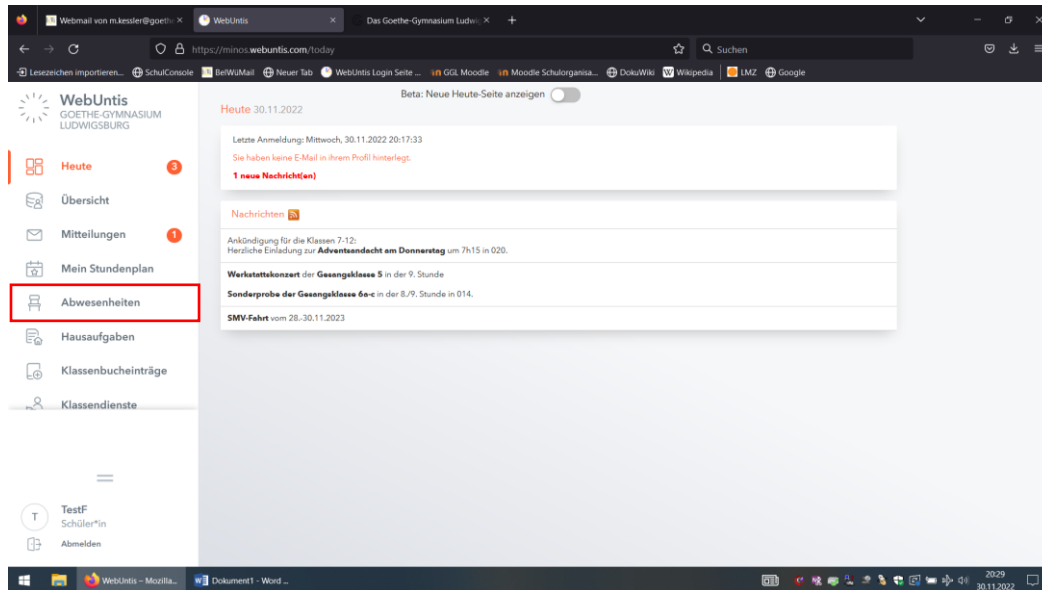 Webmail von m.kessler@goeth
WebUntis
Das Goethe-Gymnasium Ludwig
https://minos.webuntis.com/today
Suchen
Lesezeichen importieren...
SchulConsole
BelWüMail
Neuer Tab
WebUntis Login Seite ...
GGL Moodle
Moodle Schulorganisa...
DokuWiki
Wikipedia
LMZ
Google
WebUntis
GOETHE-GYMNASIUM
LUDWIGSBURG
Heute
3
Übersicht
Mitteilungen
1
Mein Stundenplan
Abwesenheiten
Hausaufgaben
Klassenbucheinträge
Klassendienste
T
TestF
Schüler*in
Abmelden
Beta: Neue Heute-Seite anzeigen
Heute 30.11.2022
Letzte Anmeldung: Mittwoch, 30.11.2022 20:17:33
Sie haben keine E-Mail in ihrem Profil hinterlegt.
1 neue Nachricht(en)
Nachrichten
Ankündigung für die Klassen 7-12:
Herzliche Einladung zur Adventsandacht am Donnerstag um 7h15 in 020.
Werkstattkonzert der Gesangsklasse 5 in der 9. Stunde
Sonderprobe der Gesangsklasse 6a-c in der 8./9. Stunde in 014.
SMV-Fahrt vom 28.-30.11.2023
WebUntis – Mozilla...
Dokument1 - Word ...
20:29
30.11.2022